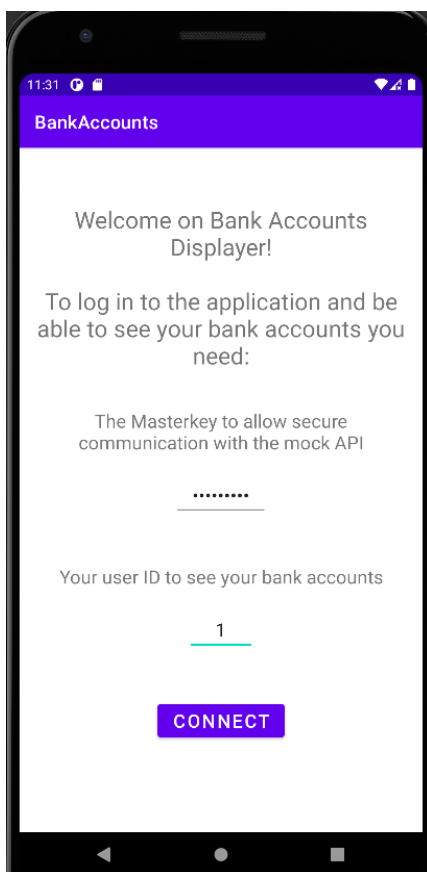 11:31
BankAccounts
Welcome on Bank Accounts
Displayer!
To log in to the application and be
able to see your bank accounts you
need:
The Masterkey to allow secure
communication with the mock API
•••••••••
Your user ID to see your bank accounts
1
CONNECT